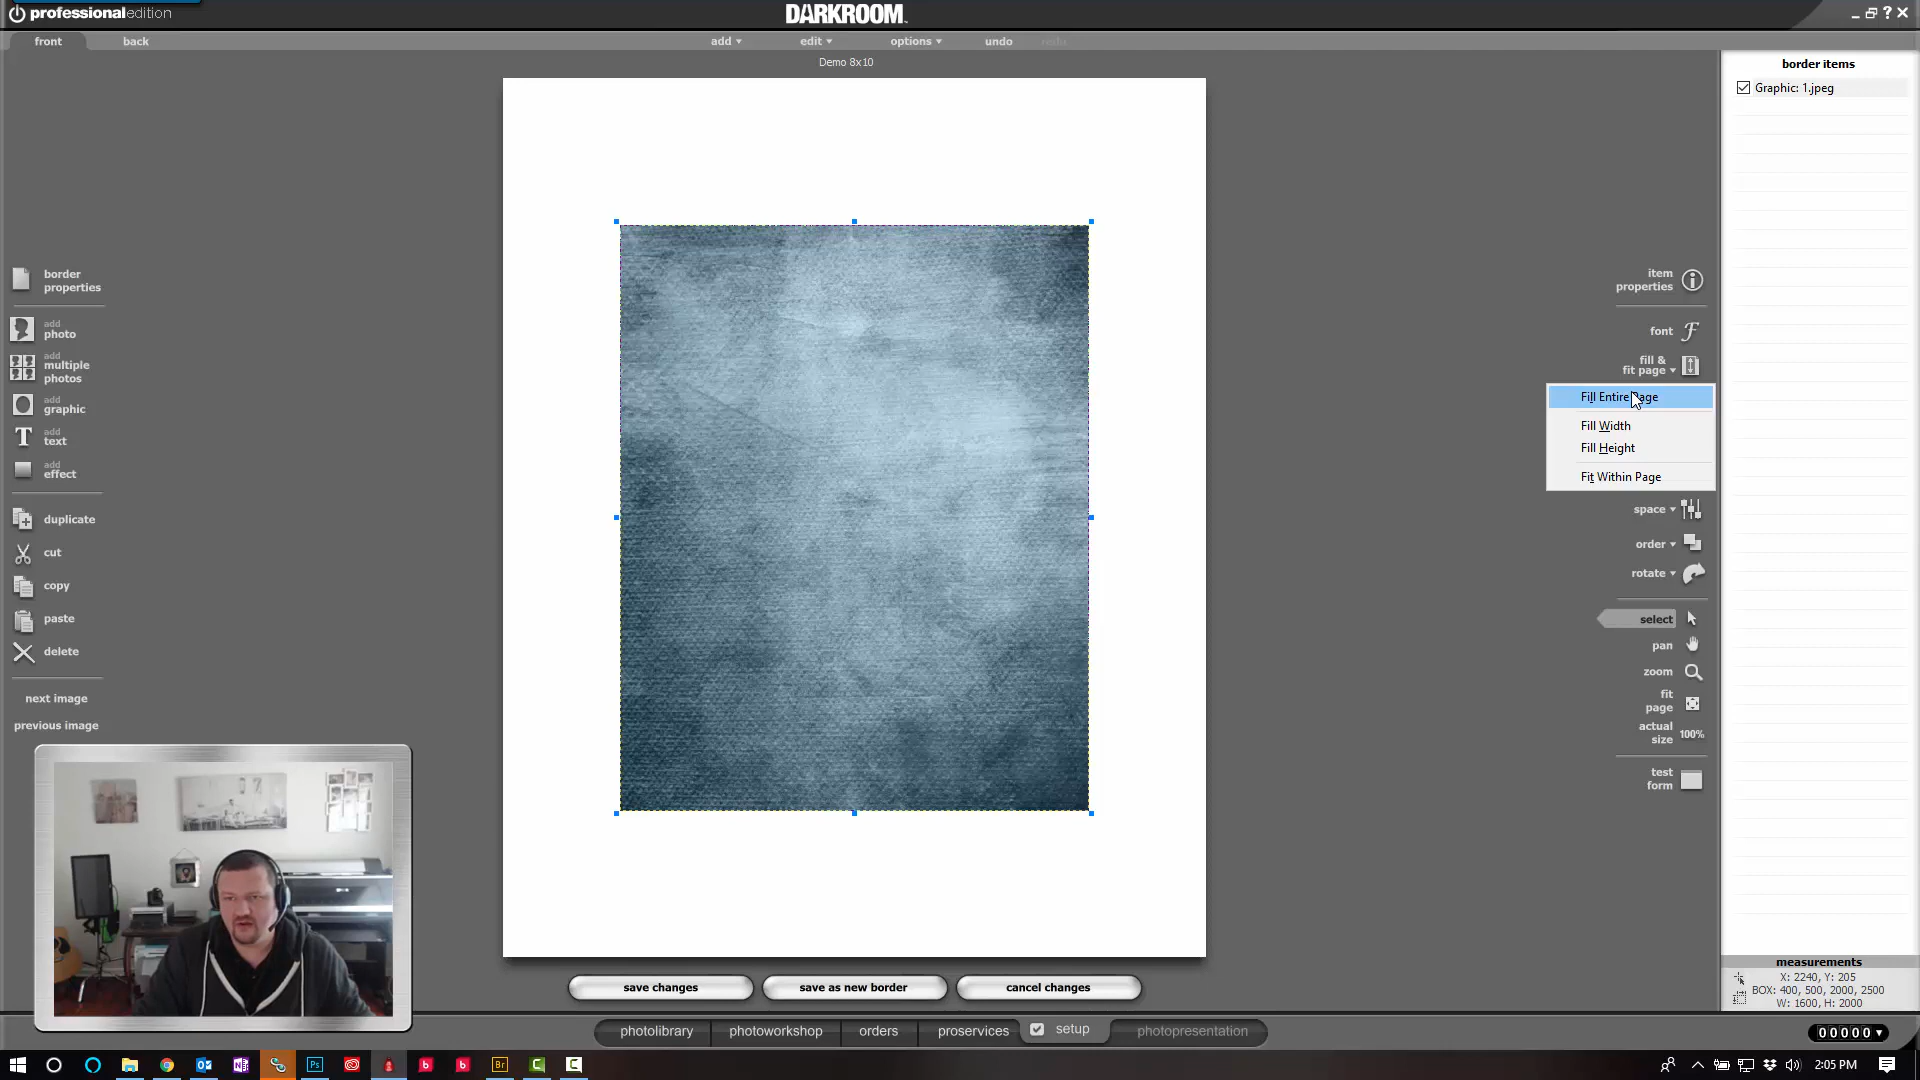 professionaledition
DARKROOM
front
back
add
edit
options
undo
redo
Demo 8x10
border items
Graphic: 1.jpeg
border
properties
add
photo
add
multiple
photos
add
graphic
add
text
add
effect
duplicate
cut
copy
paste
delete
next image
previous image
item
properties
font
fill &
fit page
Fill Entire Page
Fill Width
Fill Height
Fit Within Page
space
order
rotate
select
pan
zoom
fit
page
actual
size
100%
test
form
measurements
X: 2240, Y: 205
BOX: 400, 500, 2000, 2500
W: 1600, H: 2000
save changes
save as new border
cancel changes
photolibrary
photoworkshop
orders
proservices
setup
photopresentation
00000
2:05 PM